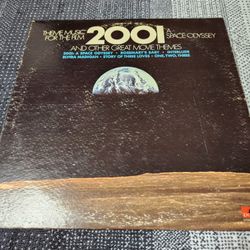 THEME MUSIC
FOR THE FILM
2001
A
SPACE ODYSSEY
AND OTHER GREAT MOVIE THEMES
2001: A SPACE ODYSSEY • ROSEMARY'S BABY • INTERLUDE
ELVIRA MADIGAN • STORY OF THREE LOVES • ONE, TWO, THREE